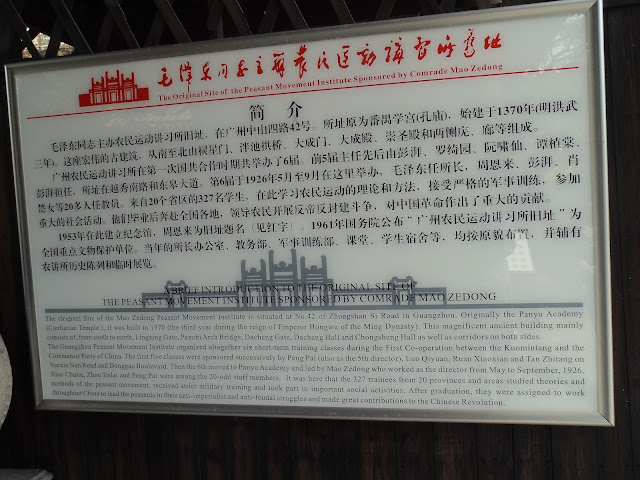 毛泽东同志主办农民运动讲习所旧址
The Original Site of the Peasant Movement Institute Sponsored by Comrade Mao Zedong
简 介
毛泽东同志主办农民运动讲习所旧址，在广州中山四路42号。所址原为番禺学宫(孔庙)，始建于1370年(明洪武
三年)。这座宏伟的古建筑，从南至北由棂星门、泮池拱桥、大成门、大成殿、崇圣殿和两侧庑、廊等组成。
广州农民运动讲习所在第一次国共合作时期共举办了6届。前5届主任先后由彭湃、罗绮园、阮啸仙、谭植棠、
彭湃担任，所址在越秀南路和东皋大道。第6届于1926年5月至9月在这里举办，毛泽东任所长，周恩来、彭湃、肖
楚女等20多人任教员。来自20个省区的327名学生，在此学习农民运动的理论和方法，接受严格的军事训练，参加
重大的社会活动。他们毕业后奔赴全国各地，领导农民开展反帝反封建斗争，对中国革命作出了重大的贡献。
1953年在此建立纪念馆，周恩来为旧址题名（见红字）。1961年国务院公布“广州农民运动讲习所旧址”为
全国重点文物保护单位。当年的所长办公室、教务部、军事训练部、课堂、学生宿舍等，均按原貌布置，并辅有
农讲所历史陈列和临时展览。
A BRIEF INTRODUCTION TO THE ORIGINAL SITE OF
THE PEASANT MOVEMENT INSTITUTE SPONSORED BY COMRADE MAO ZEDONG
The Original Site of the Mao Zedong Peasant Movement institute is situated at No.42 of Zhongshan Si Road in Guangzhou. Originally the Panyu Academy
(Confucian Temple), it was built in 1370 (the third year during the reign of Emperor Hongwu of the Ming Dynasty). This magnificent ancient building mainly
consists of, from south to north, Lingxing Gate, Panchi Arch Bridge, Dacheng Gate, Dacheng Hall and Chongsheng Hall as well as corridors on both sides.
The Guangzhou Peasant Movement Institute organized altogether six short-term training classes during the First Co-operation between the Kuomintang and the
Communist Party of China. The first five classes were sponsored successively by Peng Pai (also as the 5th director), Luo Qiyuan, Ruan Xiaoxian and Tan Zhitang on
Yuexiu Nan Road and Donggao Boulevard. Then the 6th moved to Panyu Academy and led by Mao Zedong who worked as the director from May to September, 1926.
Xiao Chunu, Zhou Enlai and Peng Pai were among the 20-odd staff members. It was here that the 327 trainees from 20 provinces and areas studied theories and
methods of the peasant movement, received strict military training and took part in important social activities. After graduation, they were assigned to work
throughout China to lead the peasants in their anti-imperialist and anti-feudal struggles and made great contributions to the Chinese Revolution.